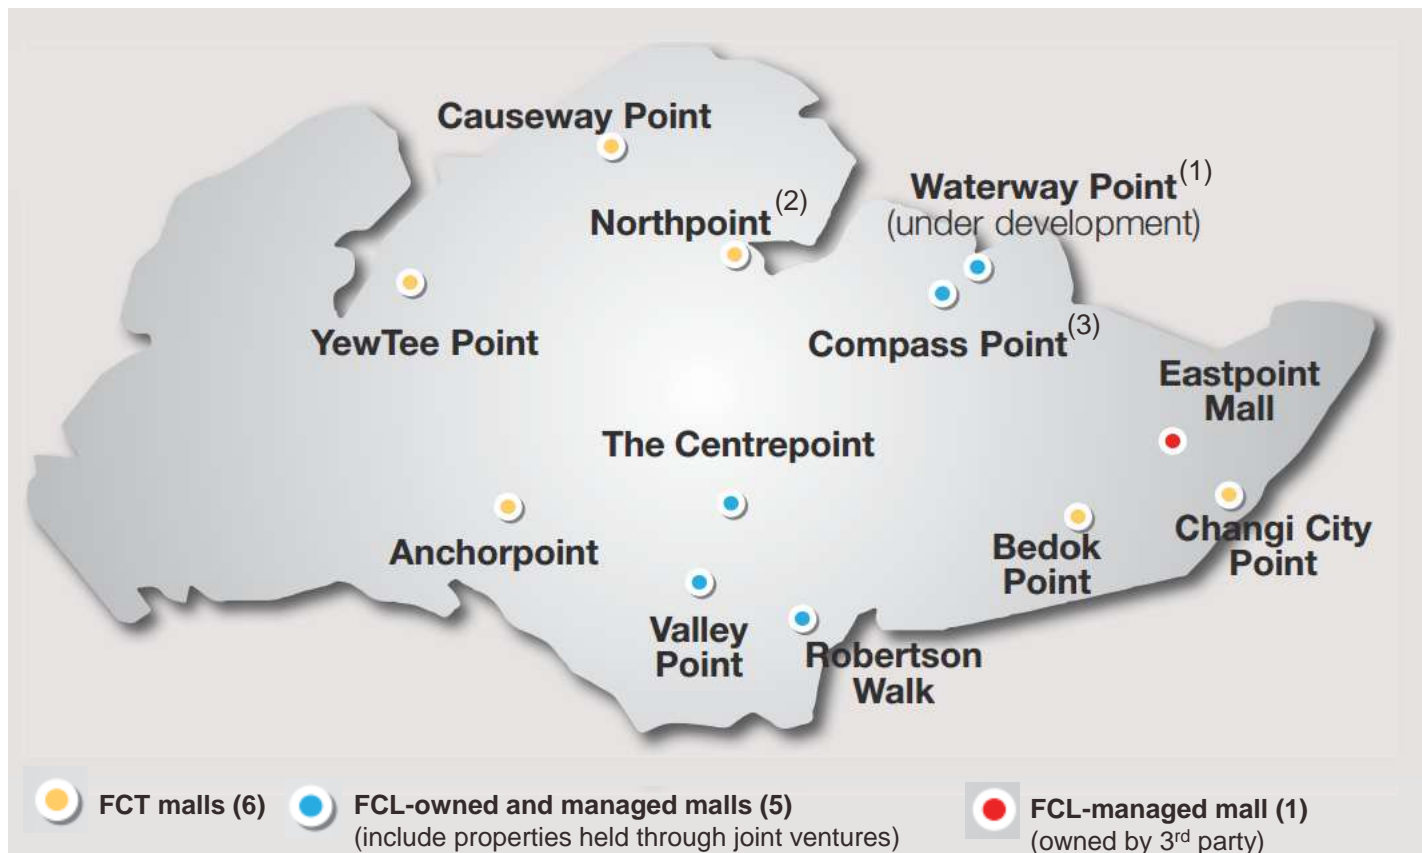 Causeway Point
Waterway Point(1)
(under development)
Northpoint(2)
YewTee Point
Compass Point(3)
Eastpoint
Mall
The Centrepoint
Anchorpoint
Bedok
Point
Changi City
Point
Valley
Point
Robertson
Walk
FCT malls (6)
FCL-owned and managed malls (5)
(include properties held through joint ventures)
FCL-managed mall (1)
(owned by 3rd party)